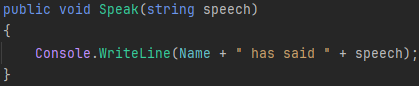 public void Speak(string speech)
{
    Console.WriteLine(Name + " has said " + speech);
}